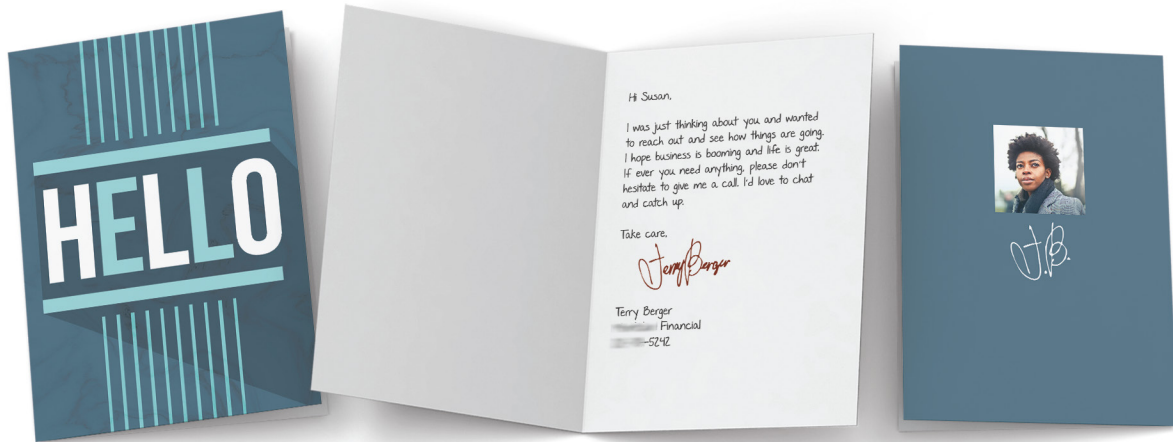 HELLO
Hi Susan,
I was just thinking about you and wanted
to reach out and see how things are going.
I hope business is booming and life is great.
If ever you need anything, please don't
hesitate to give me a call. I'd love to chat
and catch up.
Take care,
Terry Berger
Terry Berger
Financial
-5242
J.B.